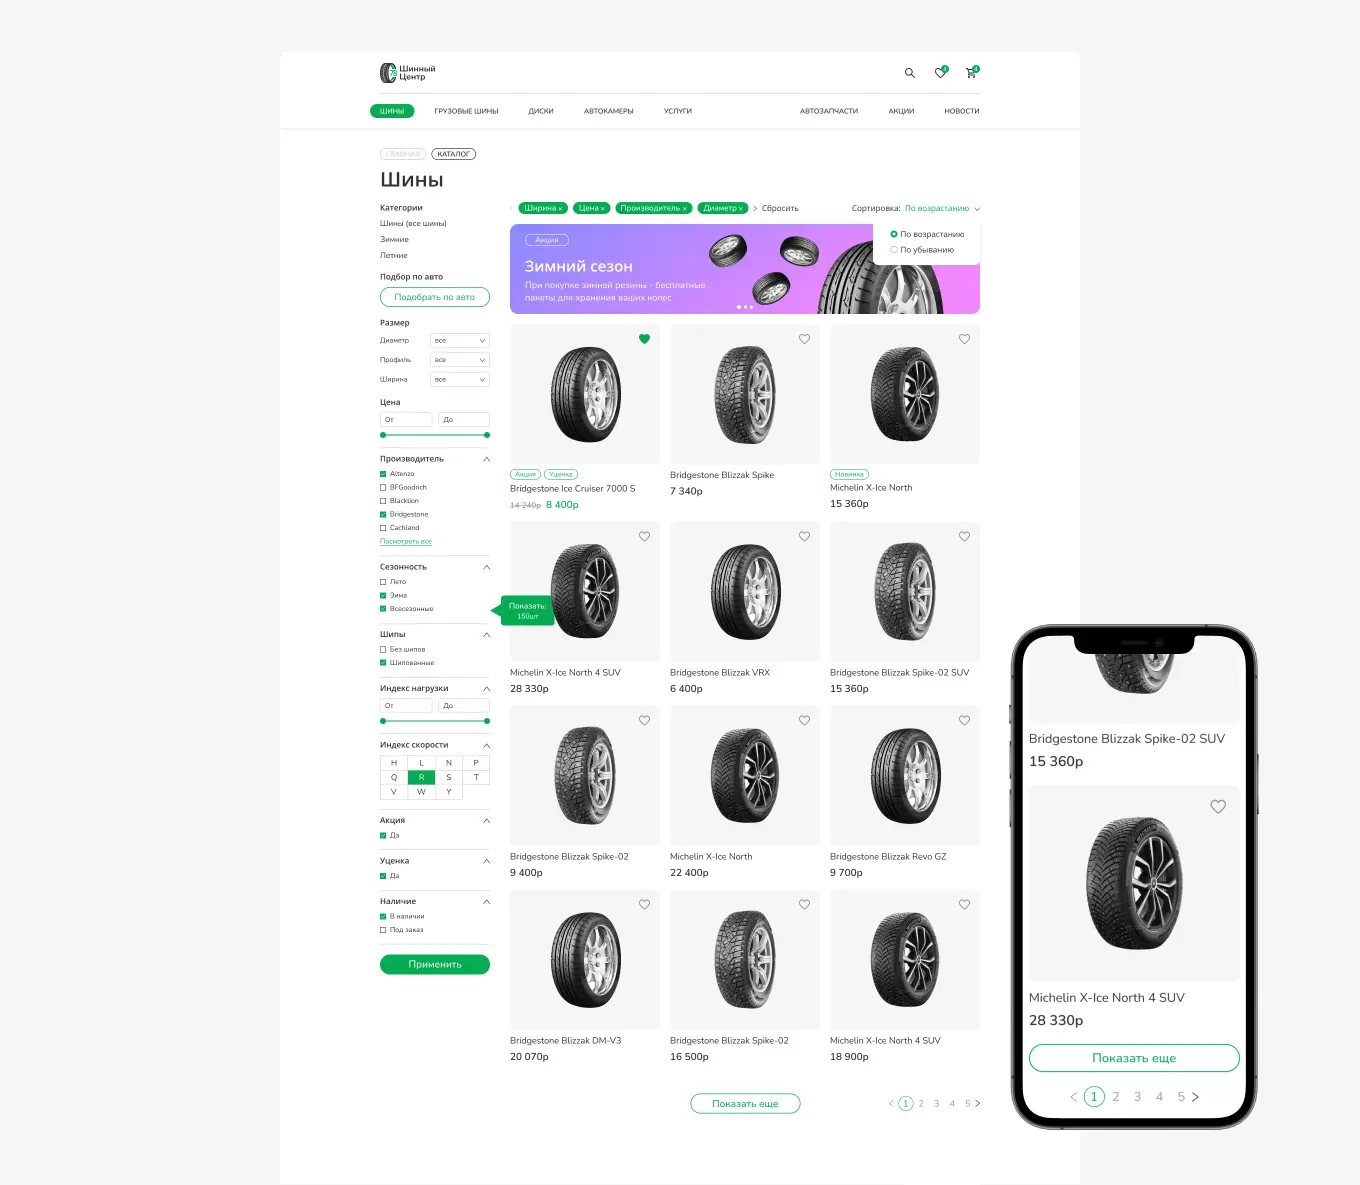 Шинный
Центр
4
4
ШИНЫ
ГРУЗОВЫЕ ШИНЫ
ДИСКИ
АВТОКАМЕРЫ
УСЛУГИ
АВТОЗАПЧАСТИ
АКЦИИ
НОВОСТИ
ГЛАВНАЯ
КАТАЛОГ
Шины
Категории
Шины (все шины)
Зимние
Летние
Подбор по авто
Подобрать по авто
Размер
Диаметр все
Профиль все
Ширина все
Цена
От До
Производитель
Altenzo
BFGoodrich
Blacklion
Bridgestone
Cachland
Посмотреть все
Сезонность
Лето
Зима
Всесезонные
Показать:
150шт
Шипы
Без шипов
Шипованные
Индекс нагрузки
От До
Индекс скорости
H L N P
Q R S T
V W Y
Акция
Да
Уценка
Да
Наличие
В наличии
Под заказ
Применить
Ширина × Цена × Производитель × Диаметр × Сбросить
Сортировка: По возрастанию
По возрастанию
По убыванию
Акция
Зимний сезон
При покупке зимней резины - бесплатные
пакеты для хранения ваших колес
Акция Уценка
Bridgestone Ice Cruiser 7000 S
14 240р 8 400р
Bridgestone Blizzak Spike
7 340р
Новинка
Michelin X-Ice North
15 360р
Michelin X-Ice North 4 SUV
28 330р
Bridgestone Blizzak VRX
6 400р
Bridgestone Blizzak Spike-02 SUV
15 360р
Bridgestone Blizzak Spike-02
9 400р
Michelin X-Ice North
22 400р
Bridgestone Blizzak Revo GZ
9 700р
Bridgestone Blizzak DM-V3
20 070р
Bridgestone Blizzak Spike-02
16 500р
Michelin X-Ice North 4 SUV
18 900р
Показать еще
< 1 2 3 4 5 >
Bridgestone Blizzak Spike-02 SUV
15 360р
Michelin X-Ice North 4 SUV
28 330р
Показать еще
< 1 2 3 4 5 >